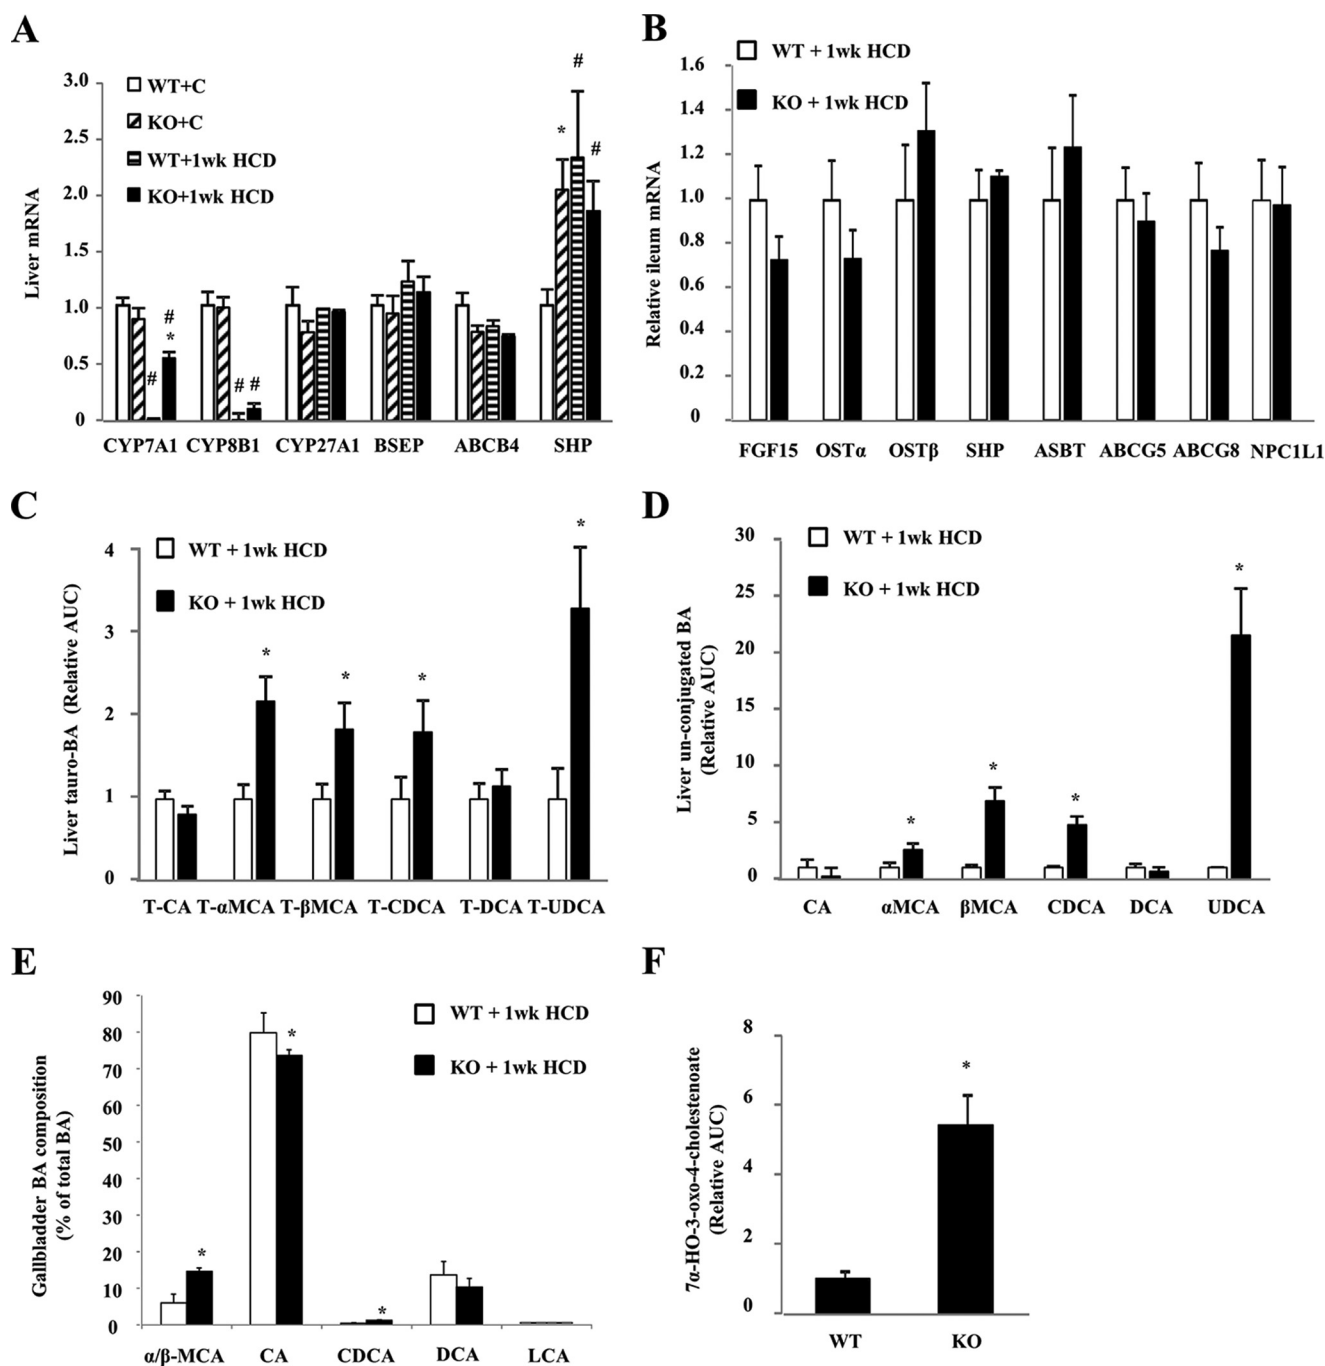 A
Liver mRNA
3.0
2.5
2.0
1.5
1.0
0.5
0
WT+C
KO+C
WT+1wk HCD
KO+1wk HCD
#
*
#
#
*
#
# #
CYP7A1 CYP8B1 CYP27A1 BSEP ABCB4 SHP
B
Relative ileum mRNA
1.6
1.4
1.2
1.0
0.8
0.6
0.4
0.2
0
WT + 1wk HCD
KO + 1wk HCD
FGF15 OSTα OSTβ SHP ASBT ABCG5 ABCG8 NPC1L1
C
Liver tauro-BA (Relative AUC)
4
3
2
1
0
WT + 1wk HCD
KO + 1wk HCD
*
* * *
T-CA T-αMCA T-βMCA T-CDCA T-DCA T-UDCA
D
Liver un-conjugated BA
(Relative AUC)
30
25
20
15
10
5
0
WT + 1wk HCD
KO + 1wk HCD
*
*
*
*
CA αMCA βMCA CDCA DCA UDCA
E
Gallbladder BA composition
(% of total BA)
90
80
70
60
50
40
30
20
10
0
WT + 1wk HCD
KO + 1wk HCD
*
*
*
α/β-MCA CA CDCA DCA LCA
F
7α-HO-3-oxo-4-cholestenoate
(Relative AUC)
8
6
4
2
0
*
WT KO